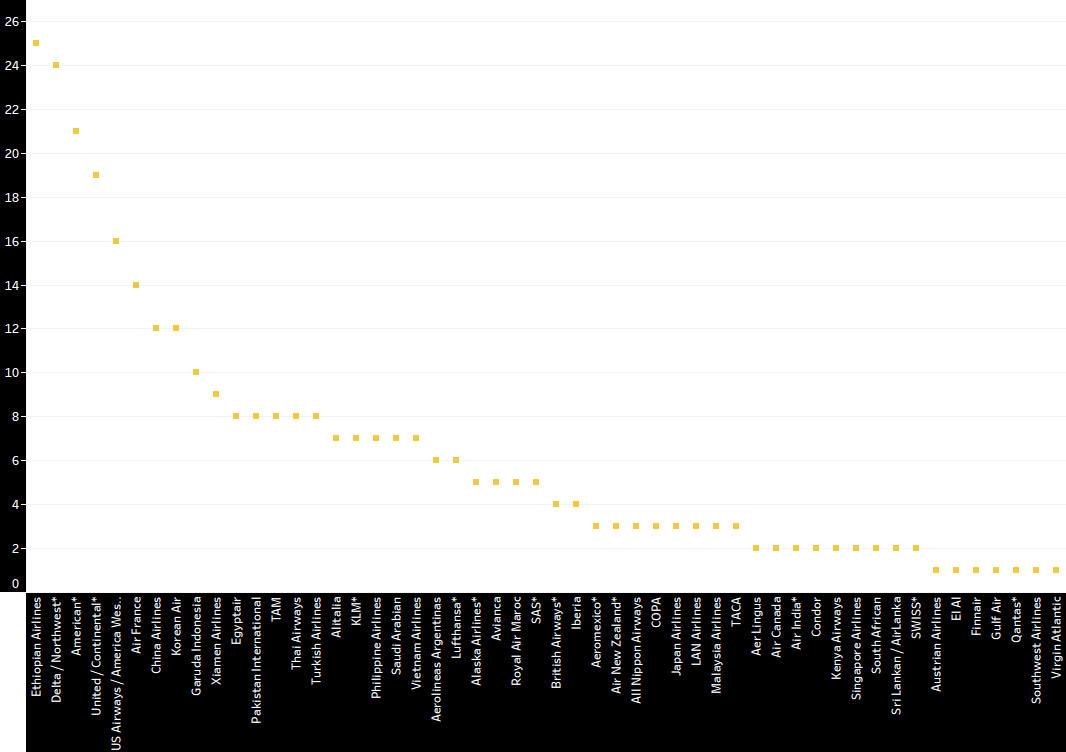 26
24
22
20
18
16
14
12
10
8
6
4
2
0
Ethiopian Airlines
Delta / Northwest*
American*
United / Continental*
US Airways / America Wes..
Air France
China Airlines
Korean Air
Garuda Indonesia
Xiamen Airlines
Egyptair
Pakistan International
TAM
Thai Airways
Turkish Airlines
Alitalia
KLM*
Philippine Airlines
Saudi Arabian
Vietnam Airlines
Aerolineas Argentinas
Lufthansa*
Alaska Airlines*
Avianca
Royal Air Maroc
SAS*
British Airways*
Iberia
Aeromexico*
Air New Zealand*
All Nippon Airways
COPA
Japan Airlines
LAN Airlines
Malaysia Airlines
TACA
Aer Lingus
Air Canada
Air India*
Condor
Kenya Airways
Singapore Airlines
South African
Sri Lankan / AirLanka
SWISS*
Austrian Airlines
El Al
Finnair
Gulf Air
Qantas*
Southwest Airlines
Virgin Atlantic